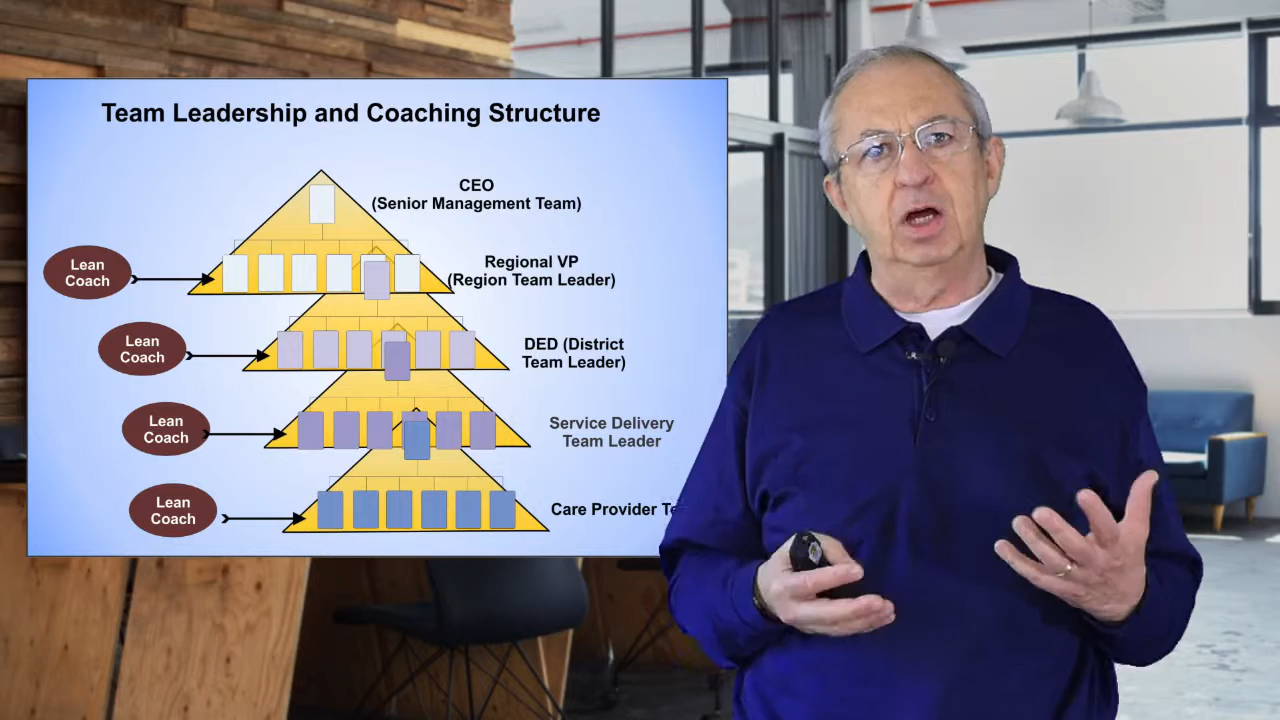 Team Leadership and Coaching Structure
CEO
(Senior Management Team)
Lean
Coach
Regional VP
(Region Team Leader)
Lean
Coach
DED (District
Team Leader)
Lean
Coach
Service Delivery
Team Leader
Lean
Coach
Care Provider